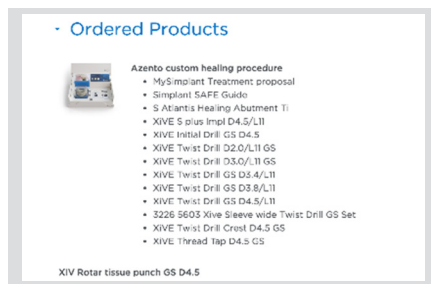 Ordered Products
Azento custom healing procedure
• MySimplant Treatment proposal
• Simplant SAFE Guide
• S Atlantis Healing Abutment Ti
• XiVE S plus Impl D4.5/L11
• XiVE Initial Drill GS D4.5
• XiVE Twist Drill D2.0/L11 GS
• XiVE Twist Drill D3.0/L11 GS
• XiVE Twist Drill GS D3.4/L11
• XiVE Twist Drill GS D3.8/L11
• XiVE Twist Drill GS D4.5/L11
• 3226 5603 Xive Sleeve wide Twist Drill GS Set
• XiVE Twist Drill Crest D4.5 GS
• XiVE Thread Tap D4.5 GS
XIV Rotar tissue punch GS D4.5